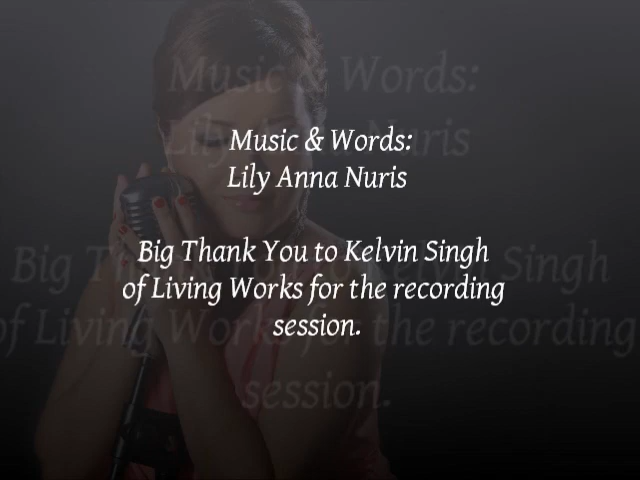 Music & Words:
Lily Anna Nuris
Big Thank You to Kelvin Singh
of Living Works for the recording
session.